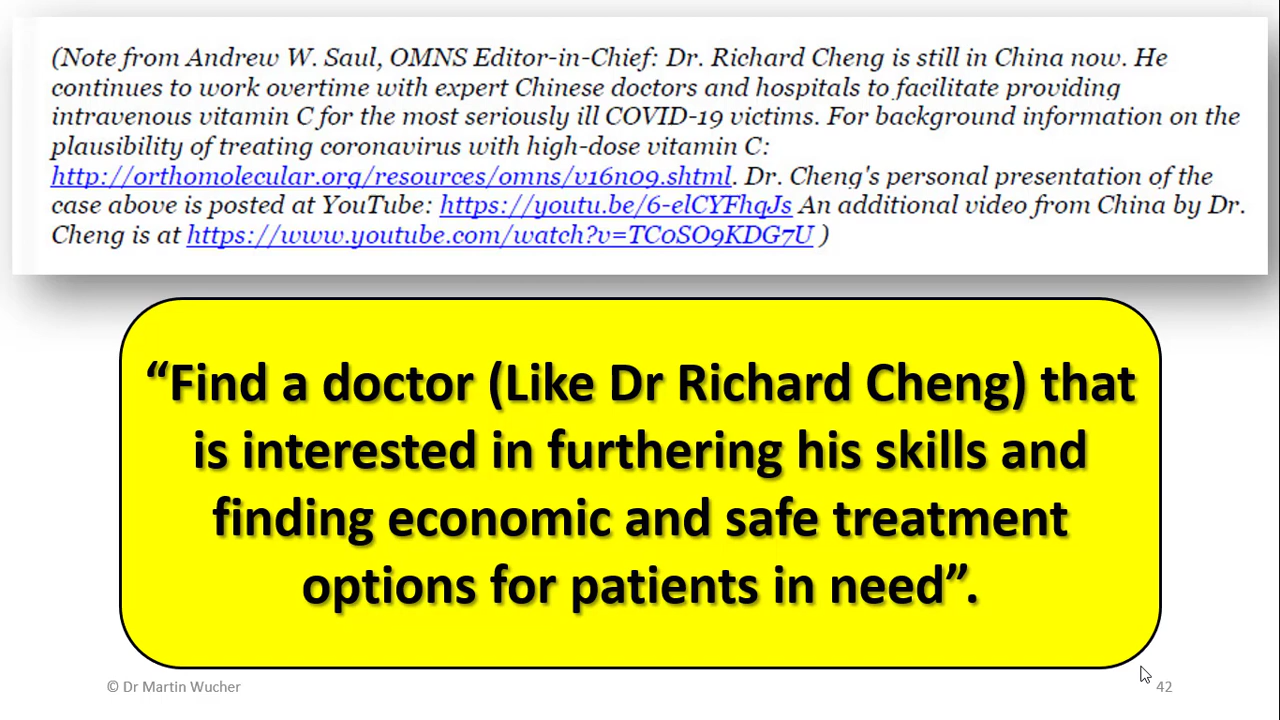 (Note from Andrew W. Saul, OMNS Editor-in-Chief: Dr. Richard Cheng is still in China now. He
continues to work overtime with expert Chinese doctors and hospitals to facilitate providing
intravenous vitamin C for the most seriously ill COVID-19 victims. For background information on the
plausibility of treating coronavirus with high-dose vitamin C:
http://orthomolecular.org/resources/omns/v16n09.shtml. Dr. Cheng's personal presentation of the
case above is posted at YouTube: https://youtu.be/6-elCYFhqJs An additional video from China by Dr.
Cheng is at https://www.youtube.com/watch?v=TC0SO9KDG7U )
“Find a doctor (Like Dr Richard Cheng) that
is interested in furthering his skills and
finding economic and safe treatment
options for patients in need”.
© Dr Martin Wucher
42